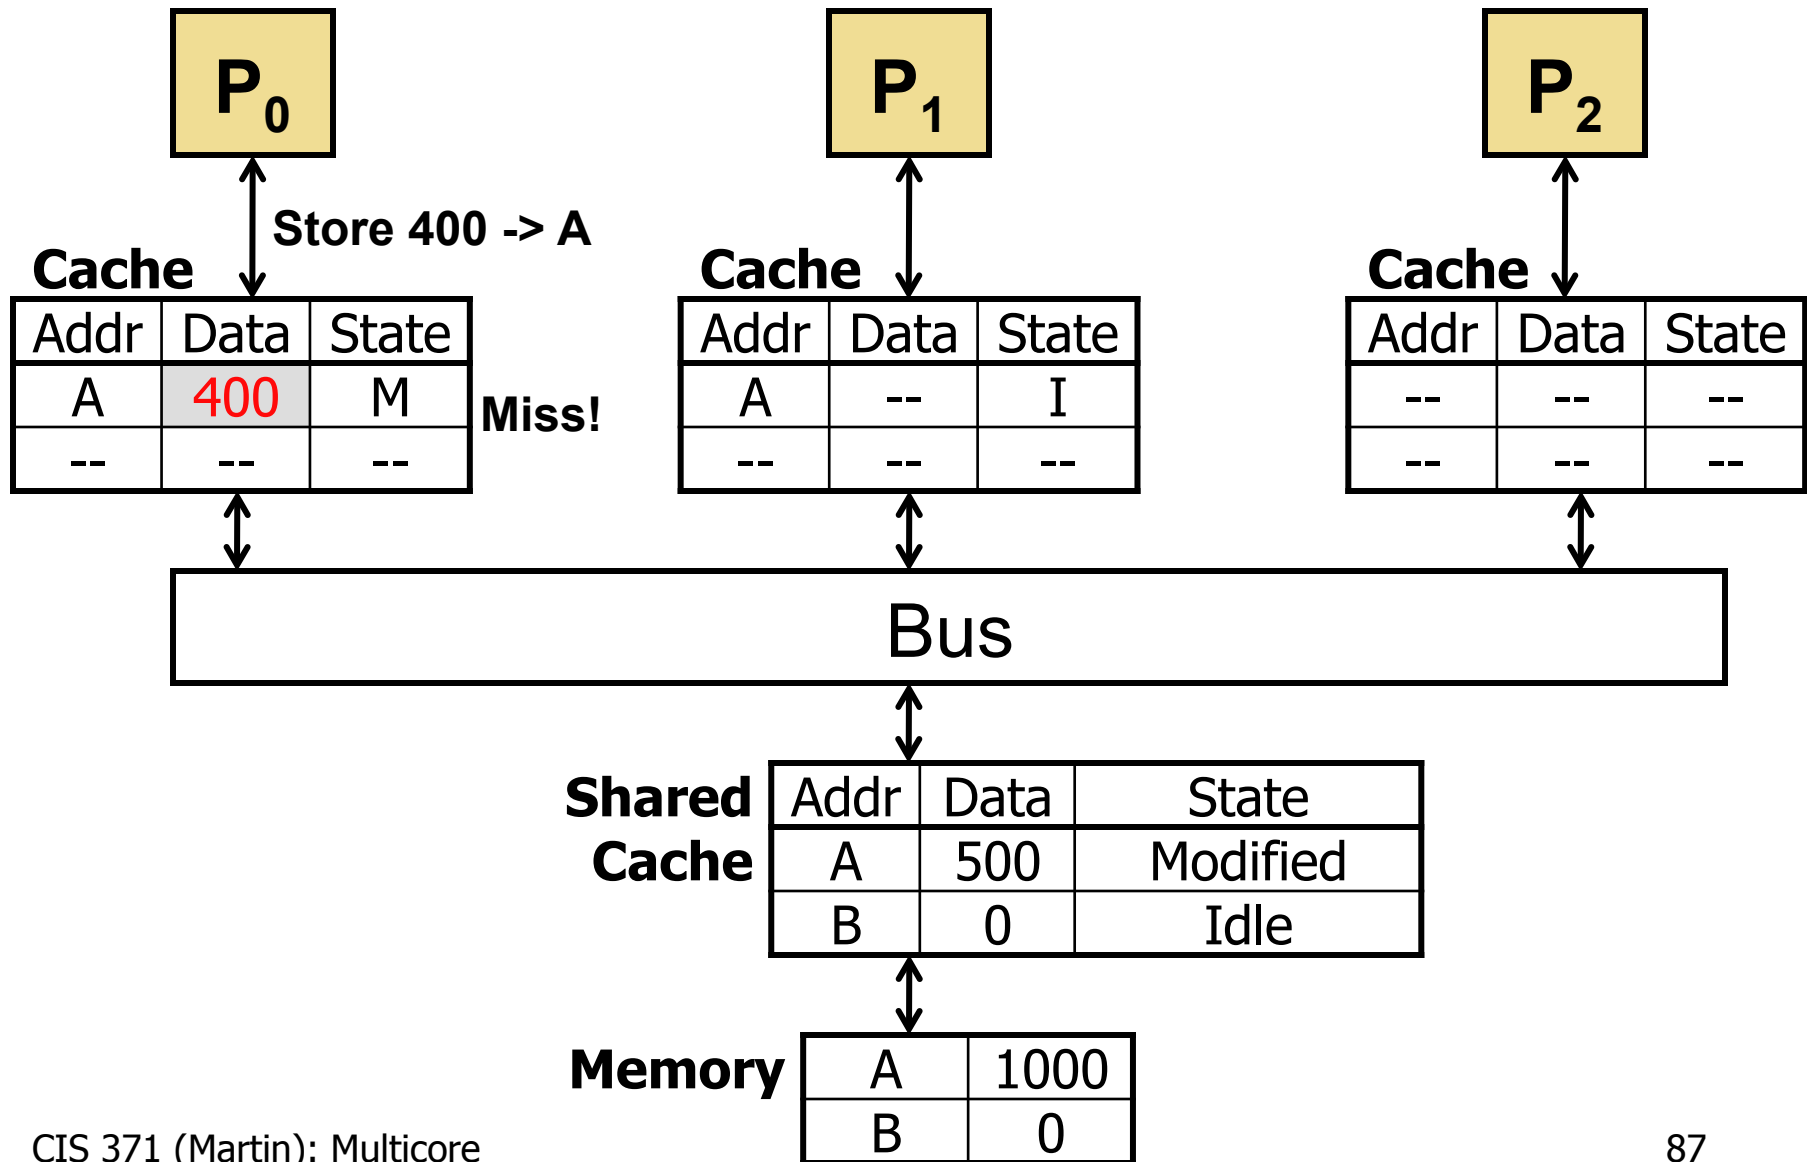 P0 P1 P2
Store 400 -> A
Cache Cache Cache
Addr Data State Addr Data State Addr Data State
A 400 M Miss! A -- I -- -- --
-- -- -- -- -- -- -- -- --
Bus
Shared Addr Data State
Cache A 500 Modified
B 0 Idle
Memory A 1000
B 0
CIS 371 (Martin): Multicore 87